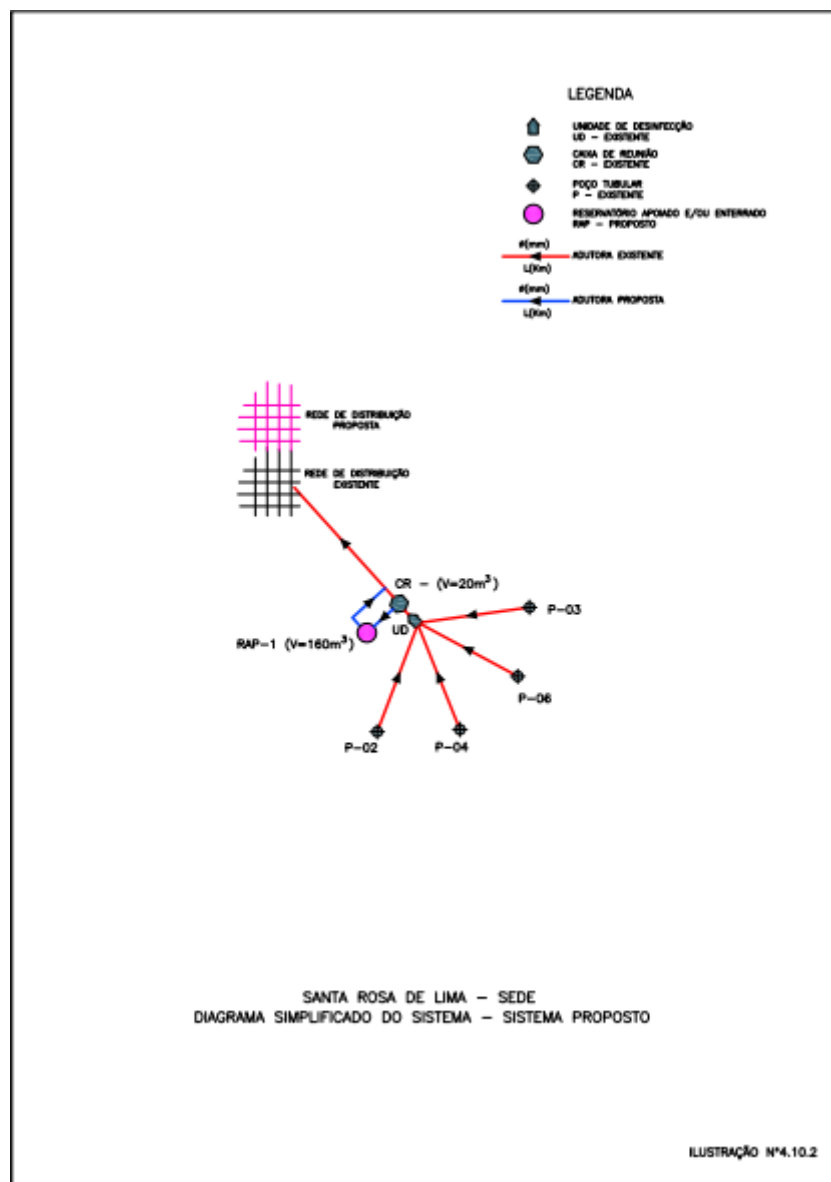 LEGENDA
UNIDADE DE DESINFECÇÃO
UD - EXISTENTE
CAIXA DE REUNIÃO
CR - EXISTENTE
POÇO TUBULAR
P - EXISTENTE
RESERVATÓRIO APOIADO E/OU ENTERRADO
RAP - PROPOSTO
ø(mm)
ADUTORA EXISTENTE
L(Km)
ø(mm)
ADUTORA PROPOSTA
L(Km)
REDE DE DISTRIBUIÇÃO
PROPOSTA
REDE DE DISTRIBUIÇÃO
EXISTENTE
CR - (V=20m³)
P-03
UD
RAP-1 (V=160m³)
P-06
P-02
P-04
SANTA ROSA DE LIMA - SEDE
DIAGRAMA SIMPLIFICADO DO SISTEMA - SISTEMA PROPOSTO
ILUSTRAÇÃO N°4.10.2